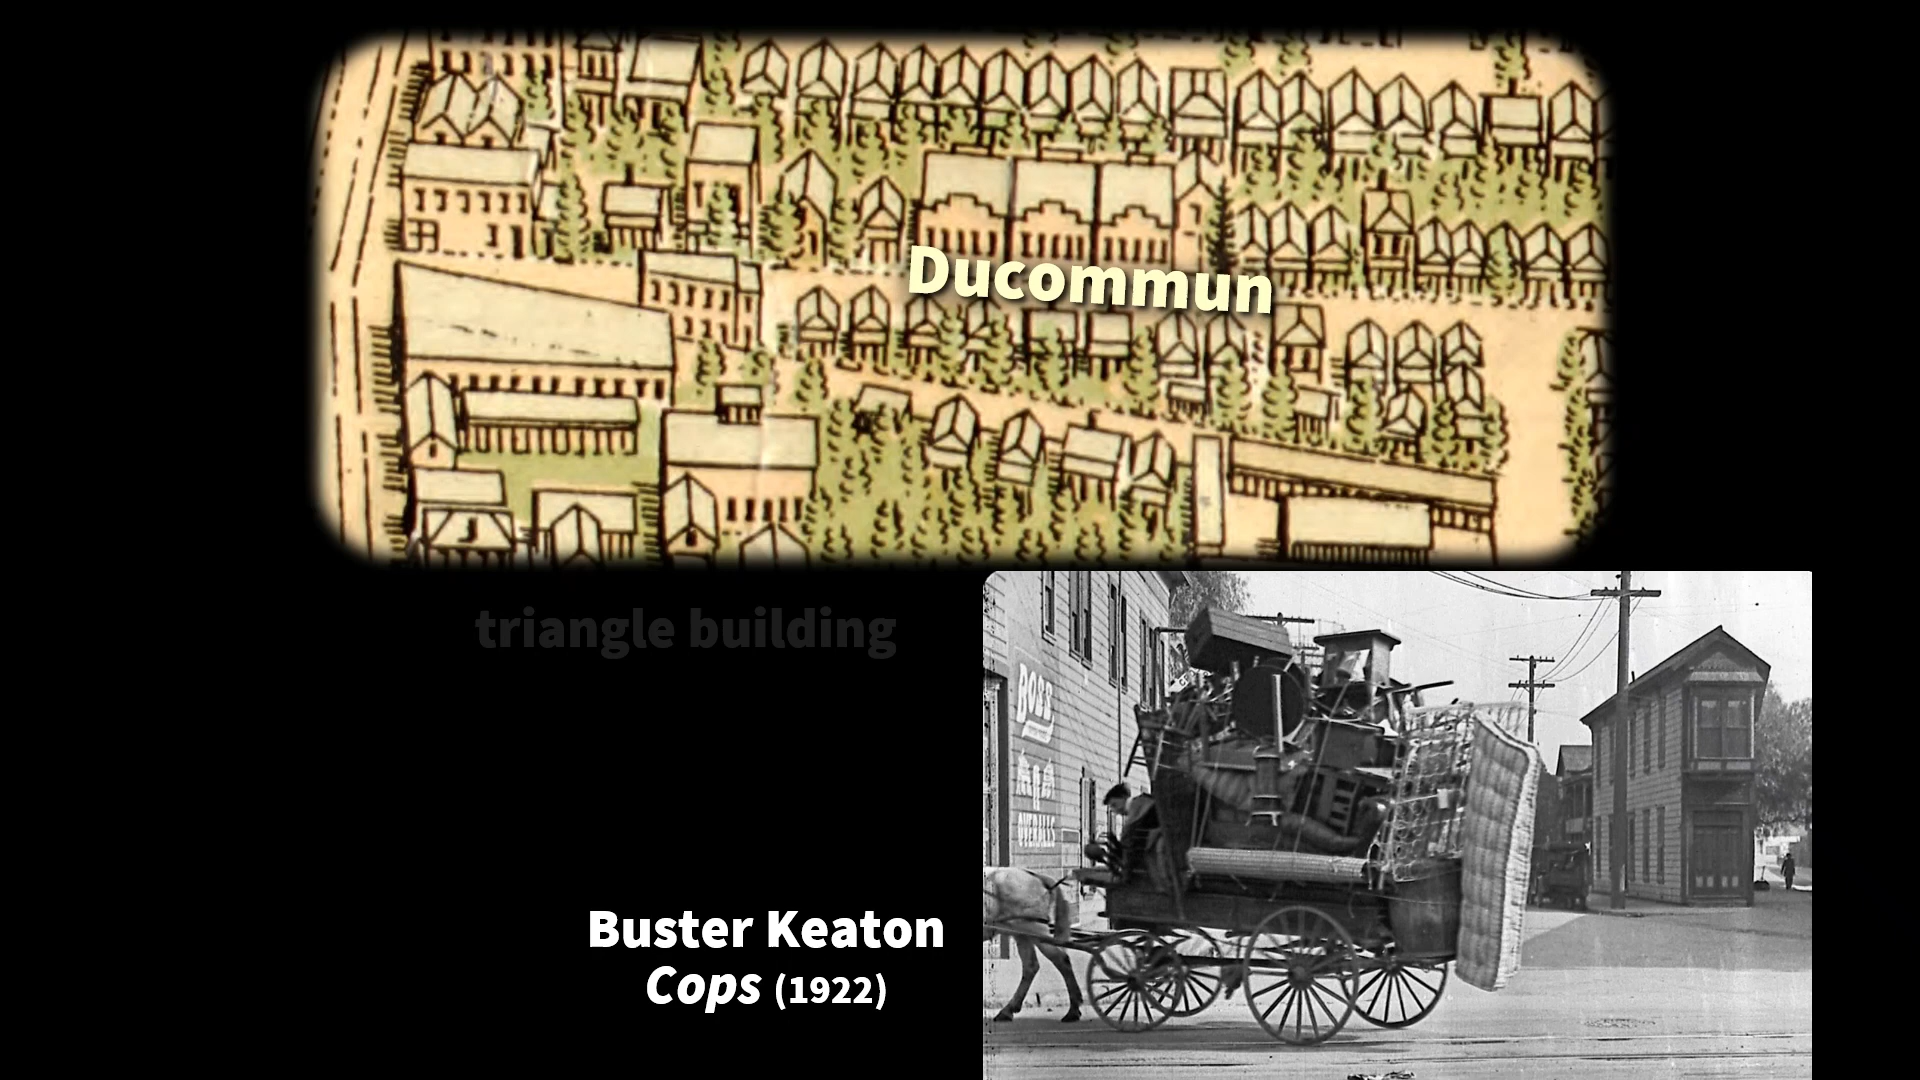 Ducommun
triangle building
BOSS
OVERALLS
Buster Keaton
Cops (1922)